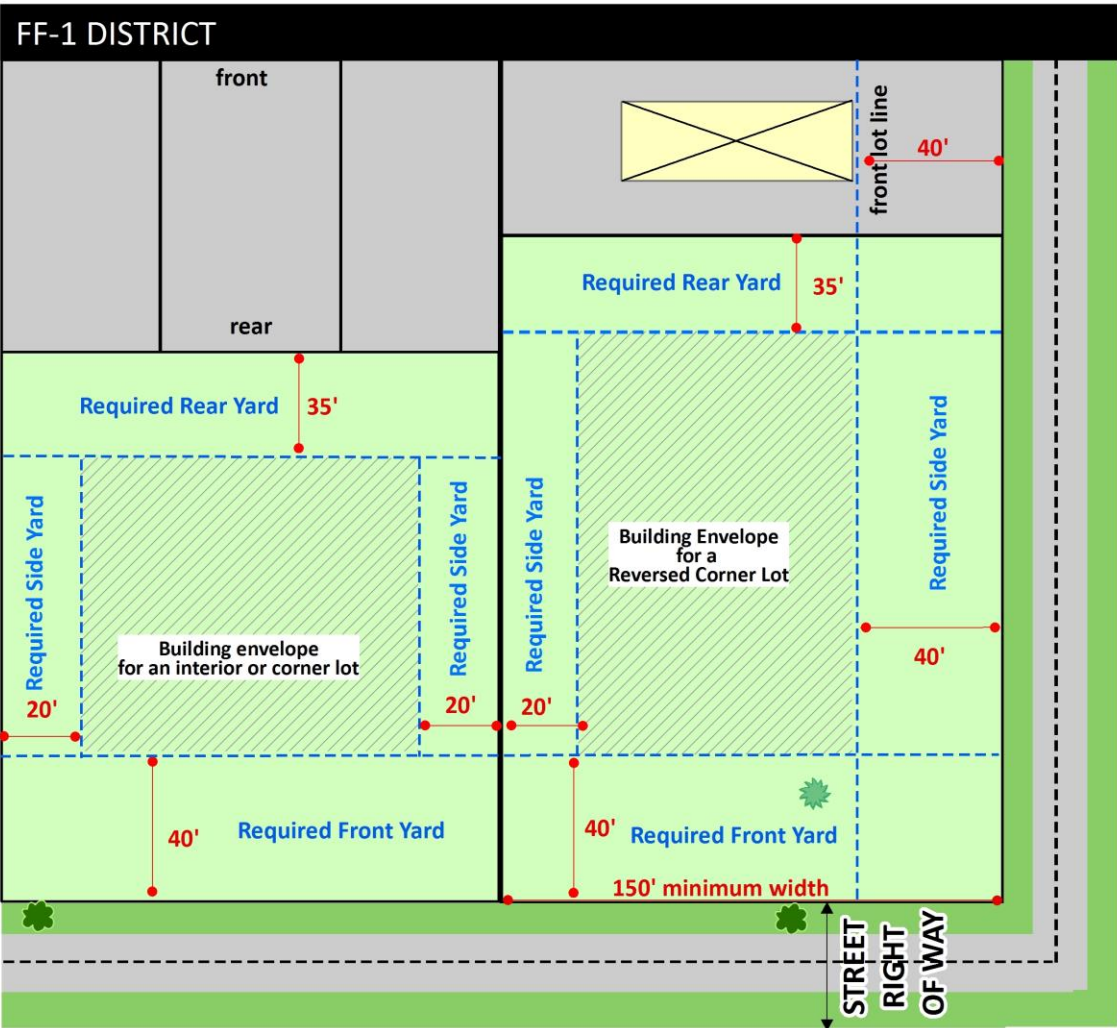 FF-1 DISTRICT
front
rear
front lot line
40'
Required Rear Yard
35'
Required Rear Yard
35'
Required Side Yard
Building envelope
for an interior or corner lot
Required Side Yard
20'
20'
Required Side Yard
20'
Building Envelope
for a
Reversed Corner Lot
Required Side Yard
40'
40'
Required Front Yard
40'
Required Front Yard
150' minimum width
STREET
RIGHT
OF WAY